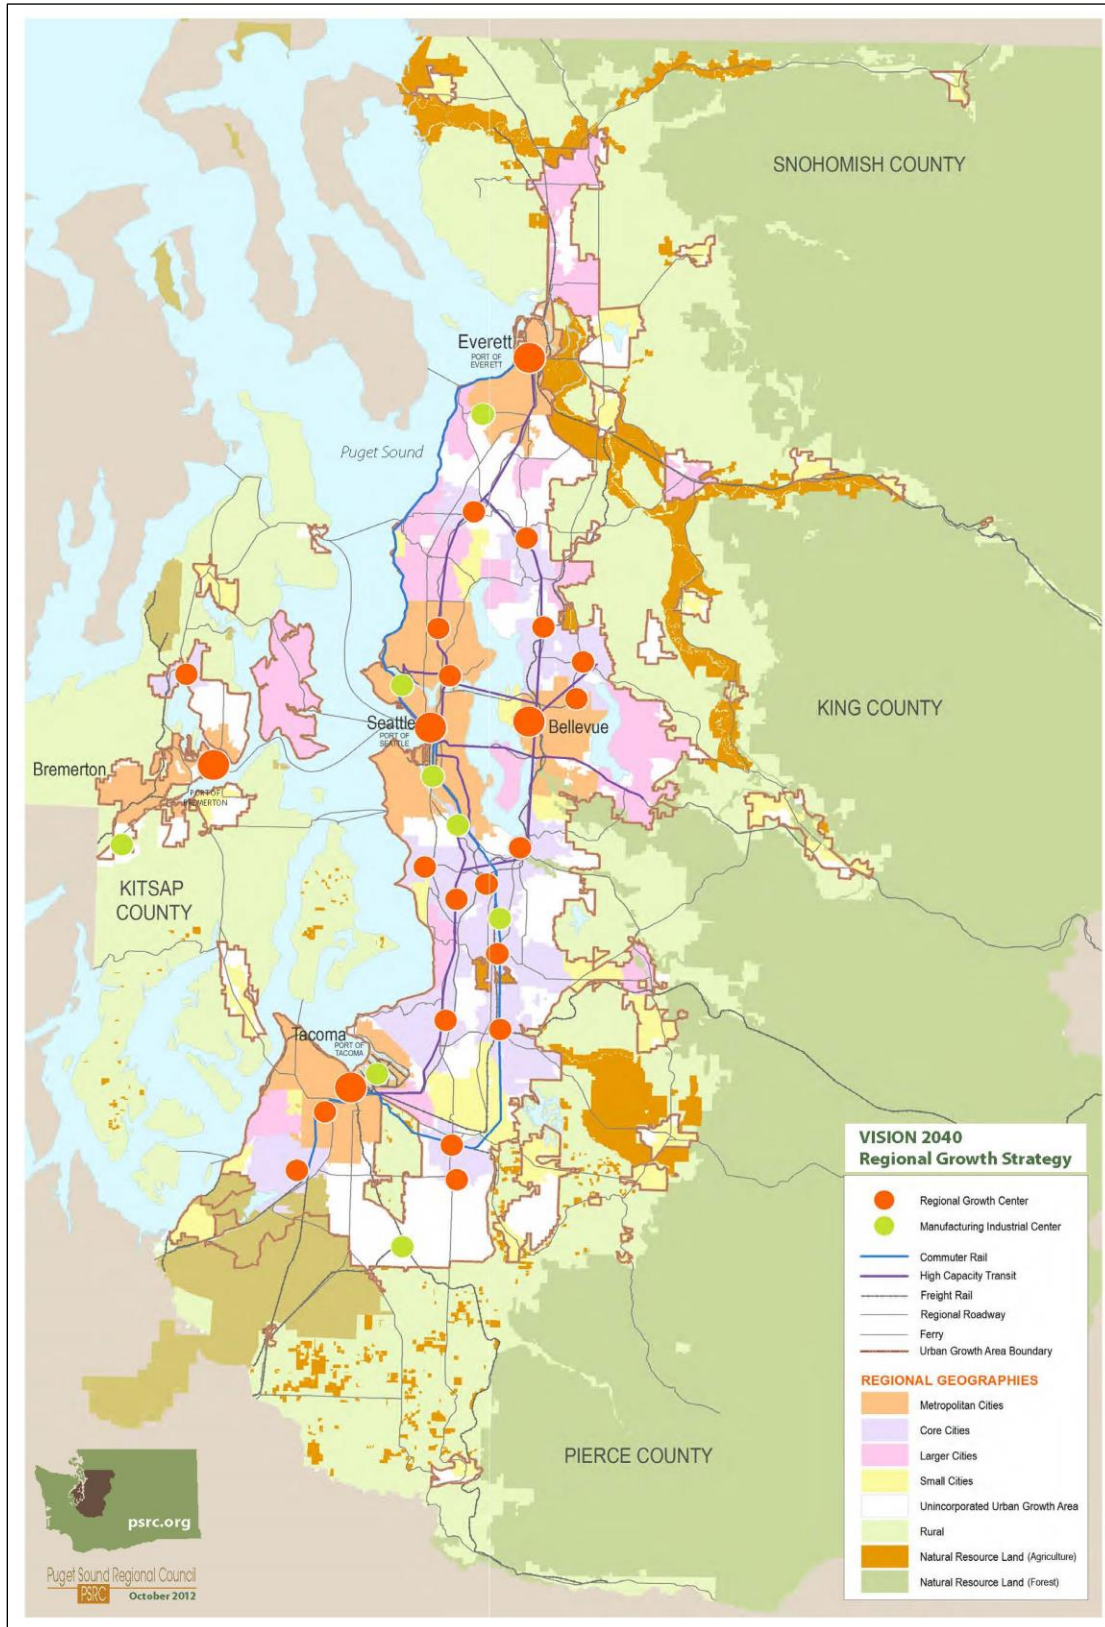 SNOHOMISH COUNTY
Everett
PORT OF
EVERETT
Puget Sound
KING COUNTY
Seattle
PORT OF
SEATTLE
Bellevue
Bremerton
PORT OF
BREMERTON
KITSAP
COUNTY
Tacoma
PORT OF
TACOMA
PIERCE COUNTY
VISION 2040
Regional Growth Strategy
Regional Growth Center
Manufacturing Industrial Center
Commuter Rail
High Capacity Transit
Freight Rail
Regional Roadway
Ferry
Urban Growth Area Boundary
REGIONAL GEOGRAPHIES
Metropolitan Cities
Core Cities
Larger Cities
Small Cities
Unincorporated Urban Growth Area
Rural
Natural Resource Land (Agriculture)
Natural Resource Land (Forest)
psrc.org
Puget Sound Regional Council
PSRC October 2012